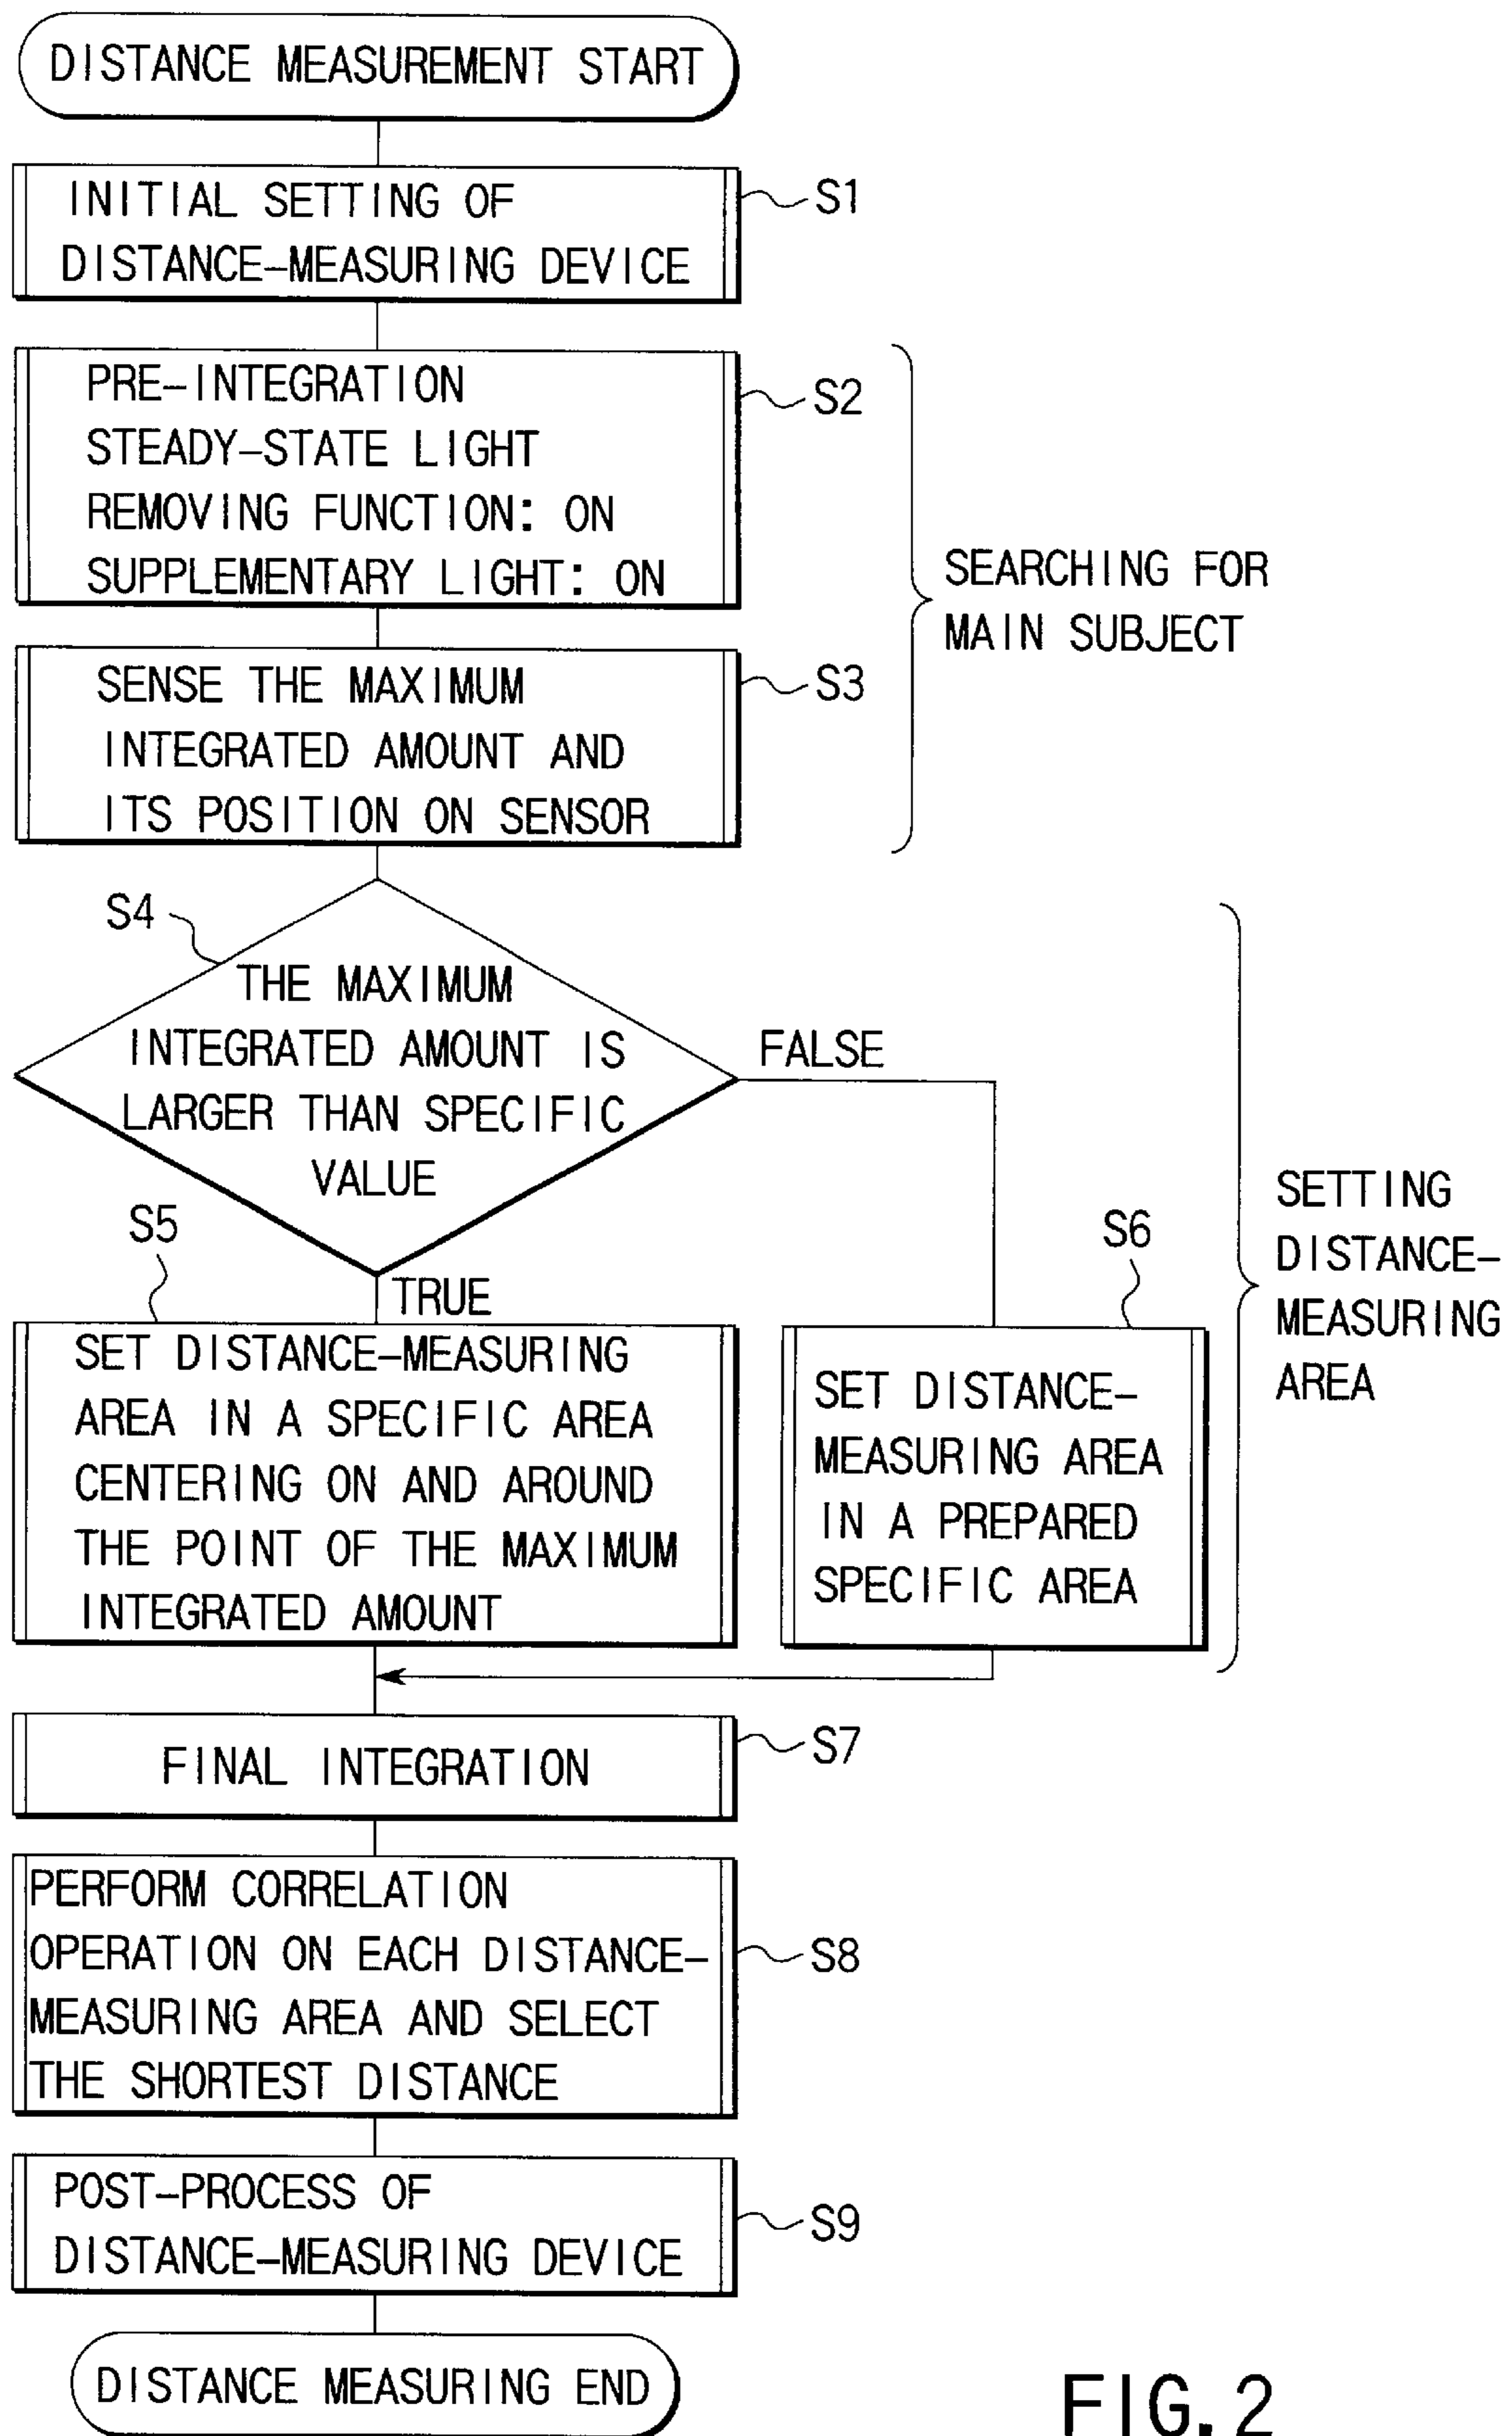 DISTANCE MEASUREMENT START
INITIAL SETTING OF
DISTANCE-MEASURING DEVICE
S1
PRE-INTEGRATION
STEADY-STATE LIGHT
REMOVING FUNCTION: ON
SUPPLEMENTARY LIGHT: ON
S2
SENSE THE MAXIMUM
INTEGRATED AMOUNT AND
ITS POSITION ON SENSOR
S3
SEARCHING FOR
MAIN SUBJECT
S4
THE MAXIMUM
INTEGRATED AMOUNT IS
LARGER THAN SPECIFIC
VALUE
FALSE
TRUE
S5
SET DISTANCE-MEASURING
AREA IN A SPECIFIC AREA
CENTERING ON AND AROUND
THE POINT OF THE MAXIMUM
INTEGRATED AMOUNT
S6
SET DISTANCE-
MEASURING AREA
IN A PREPARED
SPECIFIC AREA
SETTING
DISTANCE-
MEASURING
AREA
FINAL INTEGRATION
S7
PERFORM CORRELATION
OPERATION ON EACH DISTANCE-
MEASURING AREA AND SELECT
THE SHORTEST DISTANCE
S8
POST-PROCESS OF
DISTANCE-MEASURING DEVICE
S9
DISTANCE MEASURING END
FIG.2